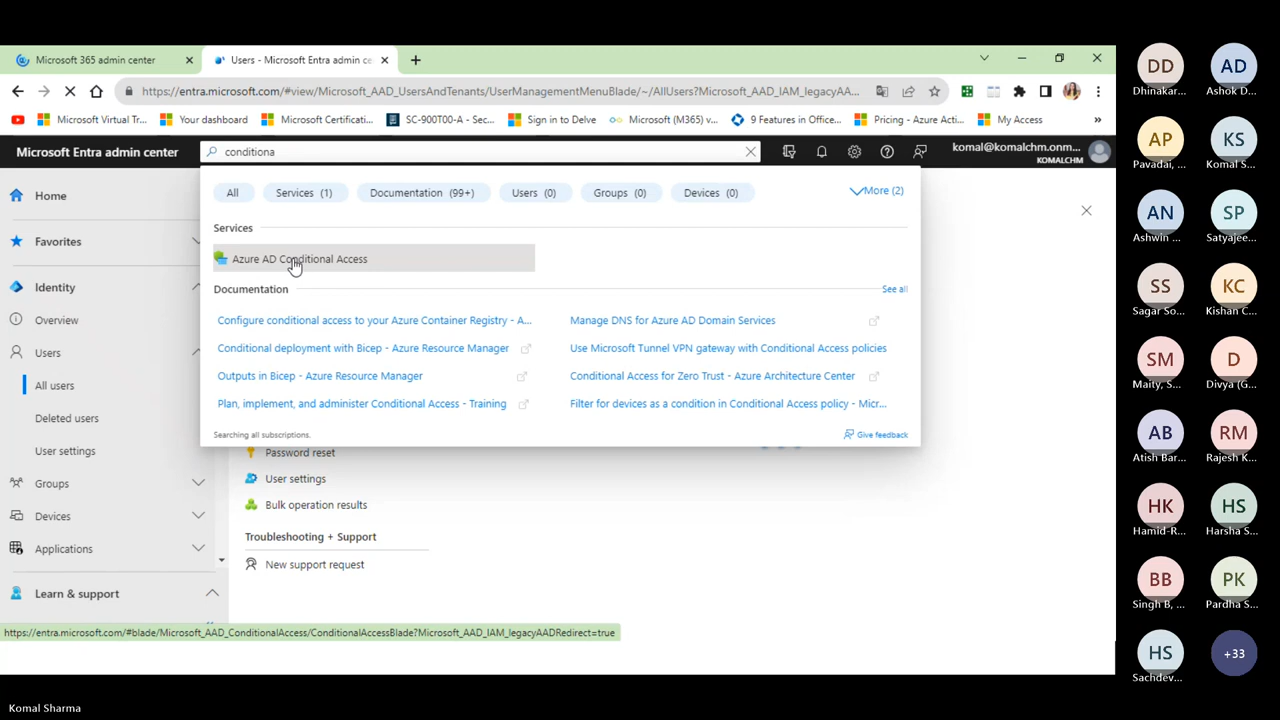 Microsoft 365 admin center
Users - Microsoft Entra admin ce
https://entra.microsoft.com/#view/Microsoft_AAD_UsersAndTenants/UserManagementMenuBlade/~/AllUsers?Microsoft_AAD_IAM_legacyAA...
Microsoft Virtual Tr...
Your dashboard
Microsoft Certificati...
SC-900T00-A - Sec...
Sign in to Delve
Microsoft (M365) v...
9 Features in Office...
Pricing - Azure Acti...
My Access
»
Microsoft Entra admin center
conditiona
komal@komalchm.onm...
KOMALCHM
Home
Favorites
Identity
Overview
Users
All users
Deleted users
User settings
Groups
Devices
Applications
Learn & support
All
Services (1)
Documentation (99+)
Users (0)
Groups (0)
Devices (0)
More (2)
Services
Azure AD Conditional Access
Documentation
See all
Configure conditional access to your Azure Container Registry - A...
Manage DNS for Azure AD Domain Services
Conditional deployment with Bicep - Azure Resource Manager
Use Microsoft Tunnel VPN gateway with Conditional Access policies
Outputs in Bicep - Azure Resource Manager
Conditional Access for Zero Trust - Azure Architecture Center
Plan, implement, and administer Conditional Access - Training
Filter for devices as a condition in Conditional Access policy - Micr...
Searching all subscriptions.
Give feedback
Password reset
User settings
Bulk operation results
Troubleshooting + Support
New support request
https://entra.microsoft.com/#blade/Microsoft_AAD_ConditionalAccess/ConditionalAccessBlade?Microsoft_AAD_IAM_legacyAADRedirect=true
DD
Dhinakar...
AD
Ashok D...
AP
Pavadai, ...
KS
Komal S...
AN
Ashwin ...
SP
Satyajee...
SS
Sagar So...
KC
Kishan C...
SM
Maity, S...
D
Divya (G...
AB
Atish Bar...
RM
Rajesh K...
HK
Hamid-R...
HS
Harsha S...
BB
Singh B, ...
PK
Pardha S...
HS
Sachdev...
+33
Komal Sharma